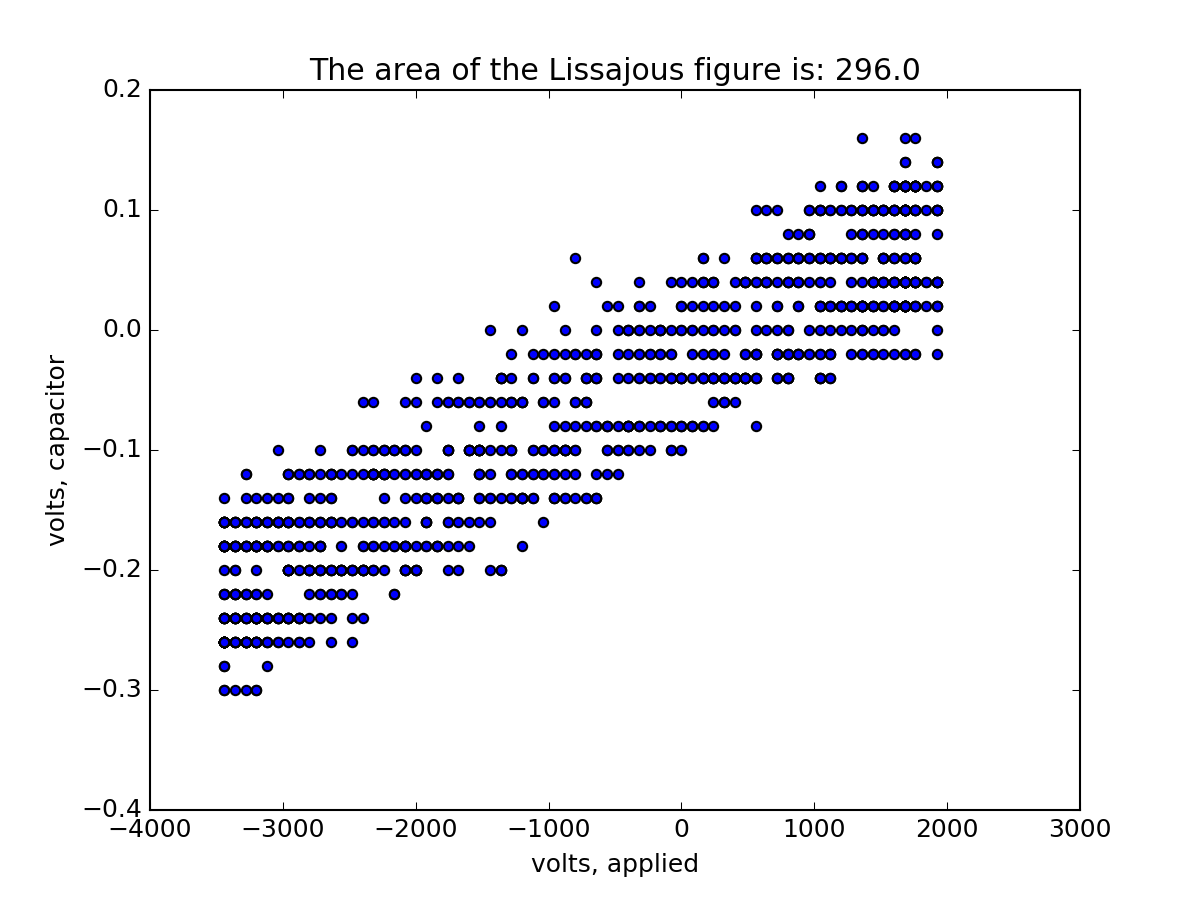 The area of the Lissajous figure is: 296.0
0.2
0.1
0.0
−0.1
−0.2
−0.3
−0.4
volts, capacitor
−4000 −3000 −2000 −1000 0 1000 2000 3000
volts, applied